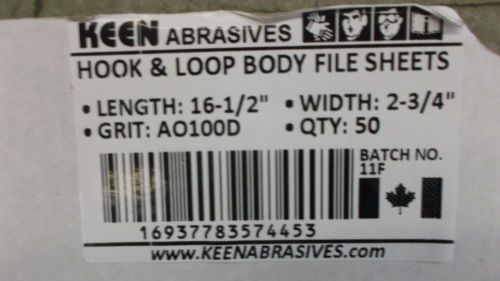 KEEN ABRASIVES
HOOK & LOOP BODY FILE SHEETS
• LENGTH: 16-1/2" • WIDTH: 2-3/4"
• GRIT: AO100D • QTY: 50
BATCH NO.
11F
16937783574453
www.KEENABRASIVES.com